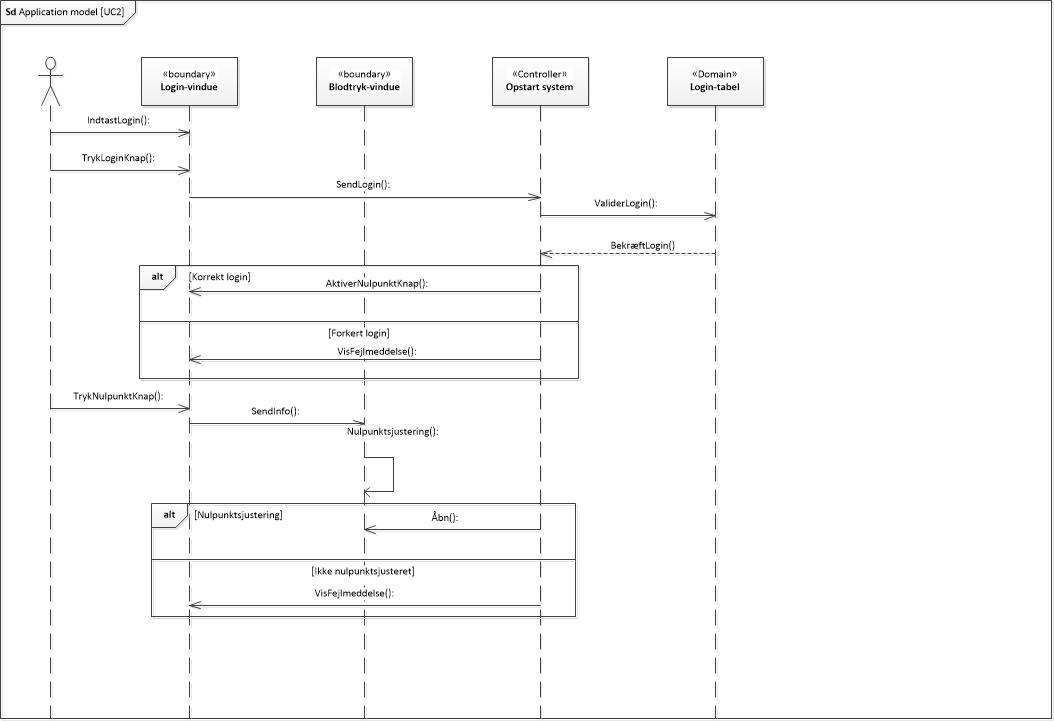 Sd Application model [UC2]
«boundary»
Login-vindue
«boundary»
Blodtryk-vindue
«Controller»
Opstart system
«Domain»
Login-tabel
IndtastLogin():
TrykLoginKnap():
SendLogin():
ValiderLogin():
BekræftLogin()
alt
[Korrekt login]
AktiverNulpunktKnap():
[Forkert login]
VisFejlmeddelse():
TrykNulpunktKnap():
SendInfo():
Nulpunktsjustering():
alt
[Nulpunktsjustering]
Åbn():
[Ikke nulpunktsjusteret]
VisFejlmeddelse():